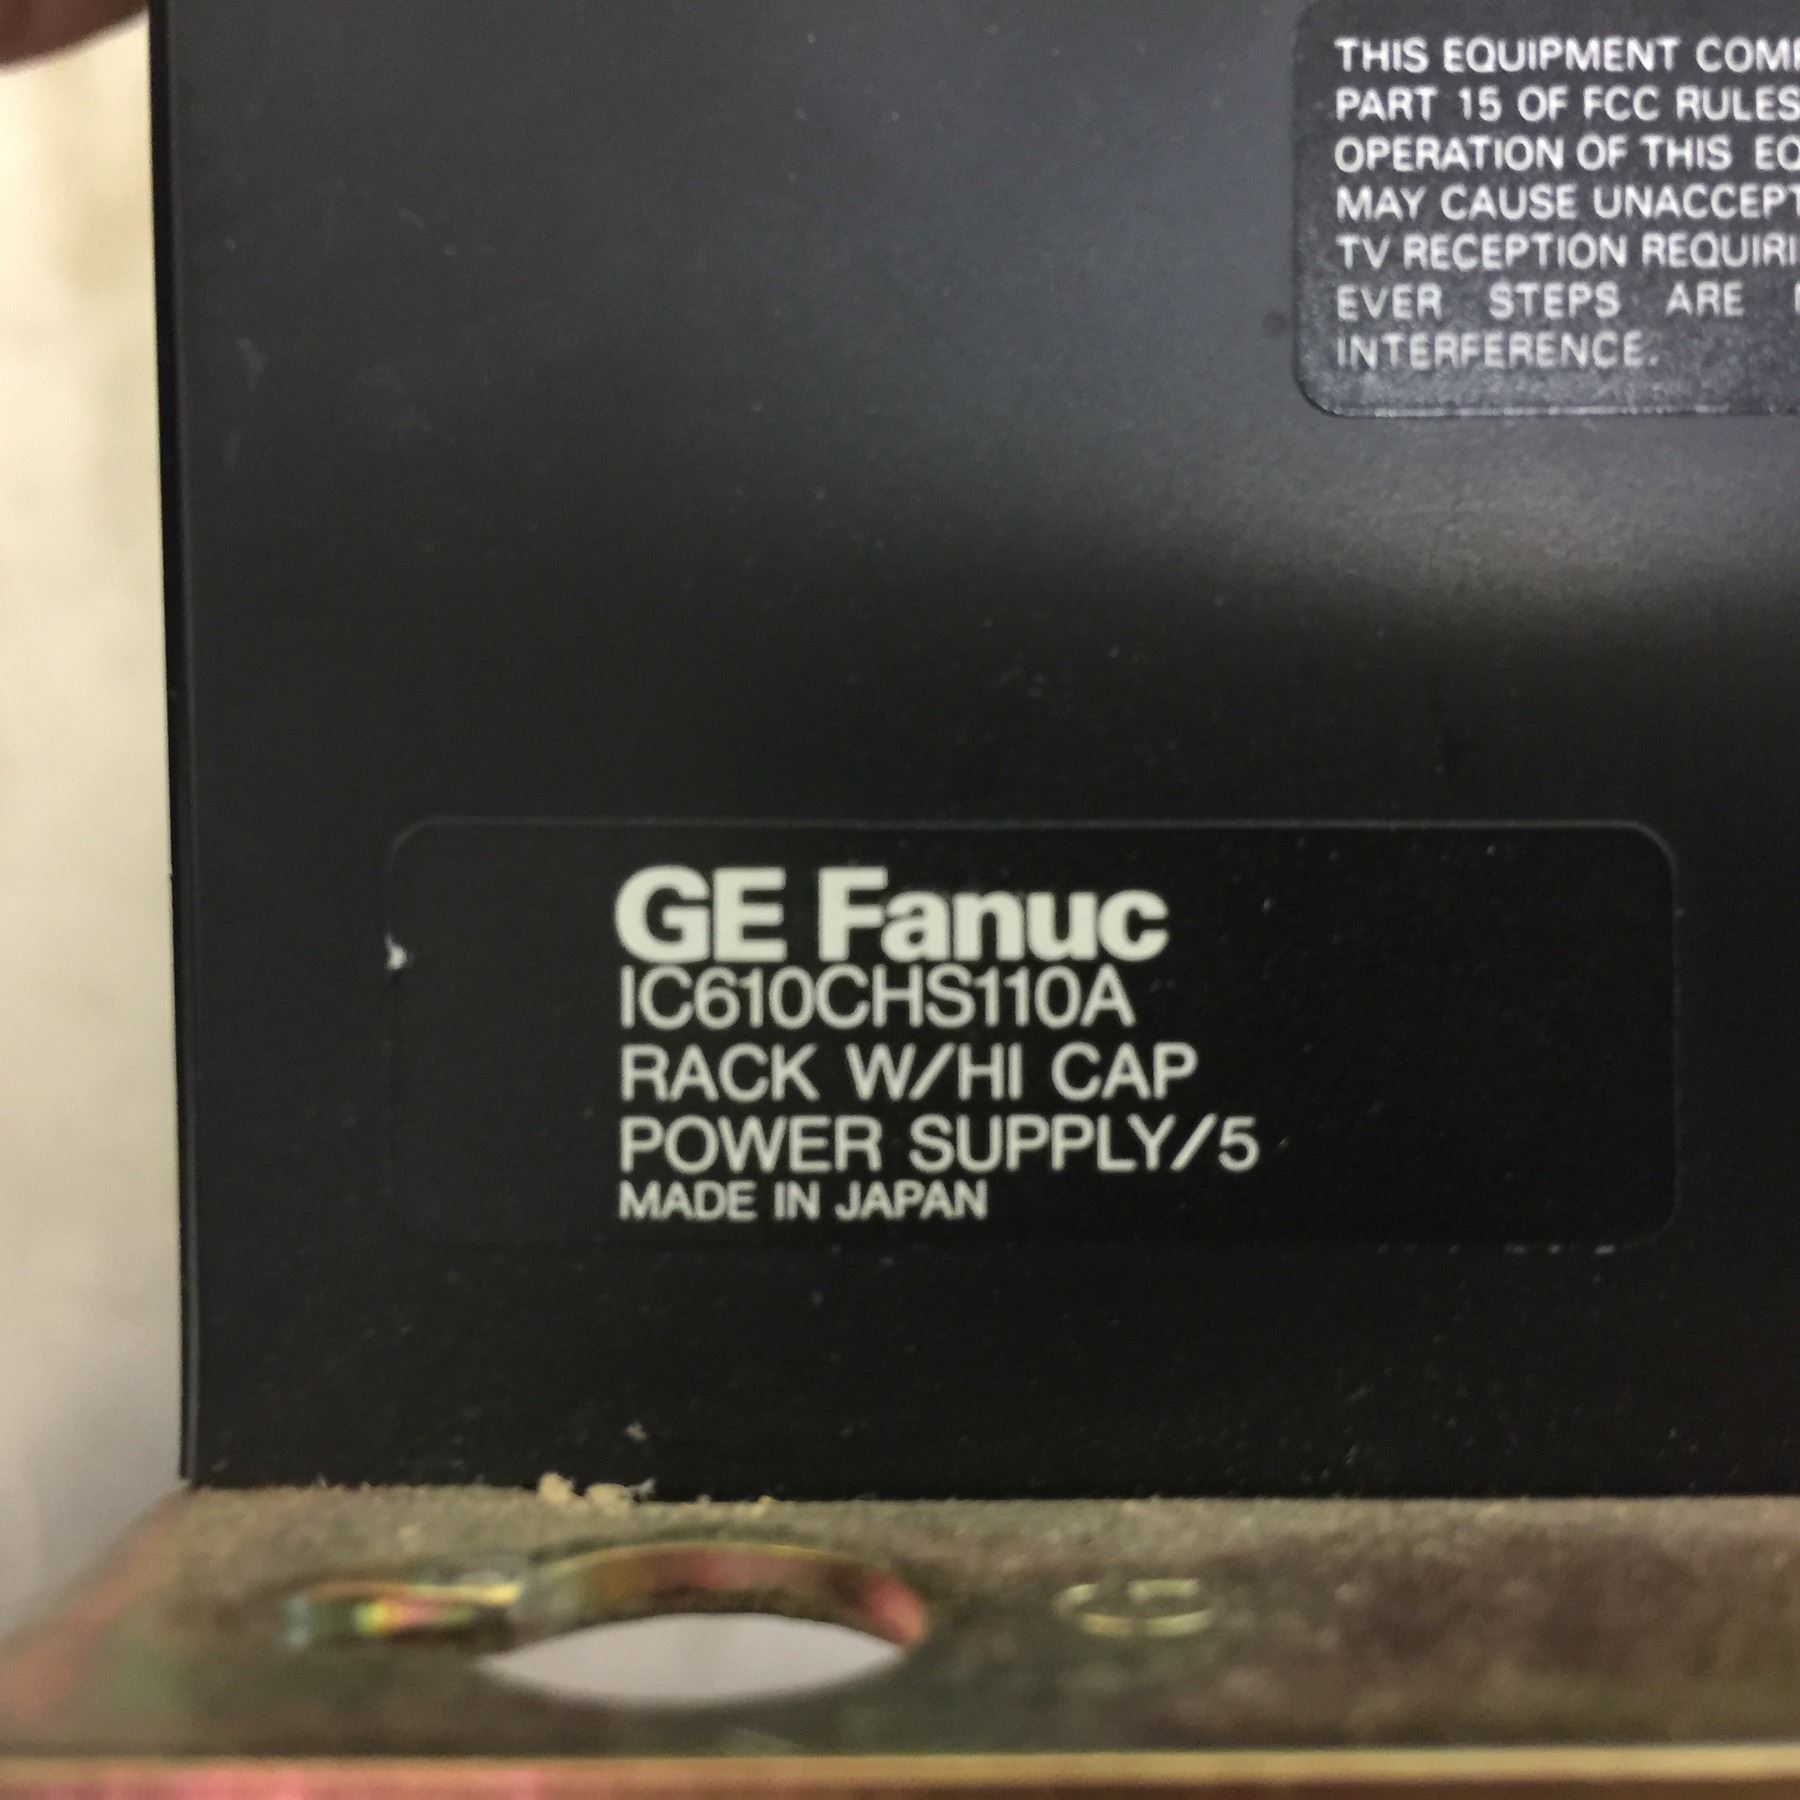 THIS EQUIPMENT COM
PART 15 OF FCC RULES
OPERATION OF THIS EQ
MAY CAUSE UNACCEPT
TV RECEPTION REQUIRI
EVER STEPS ARE
INTERFERENCE.
GE Fanuc
IC610CHS110A
RACK W/HI CAP
POWER SUPPLY/5
MADE IN JAPAN